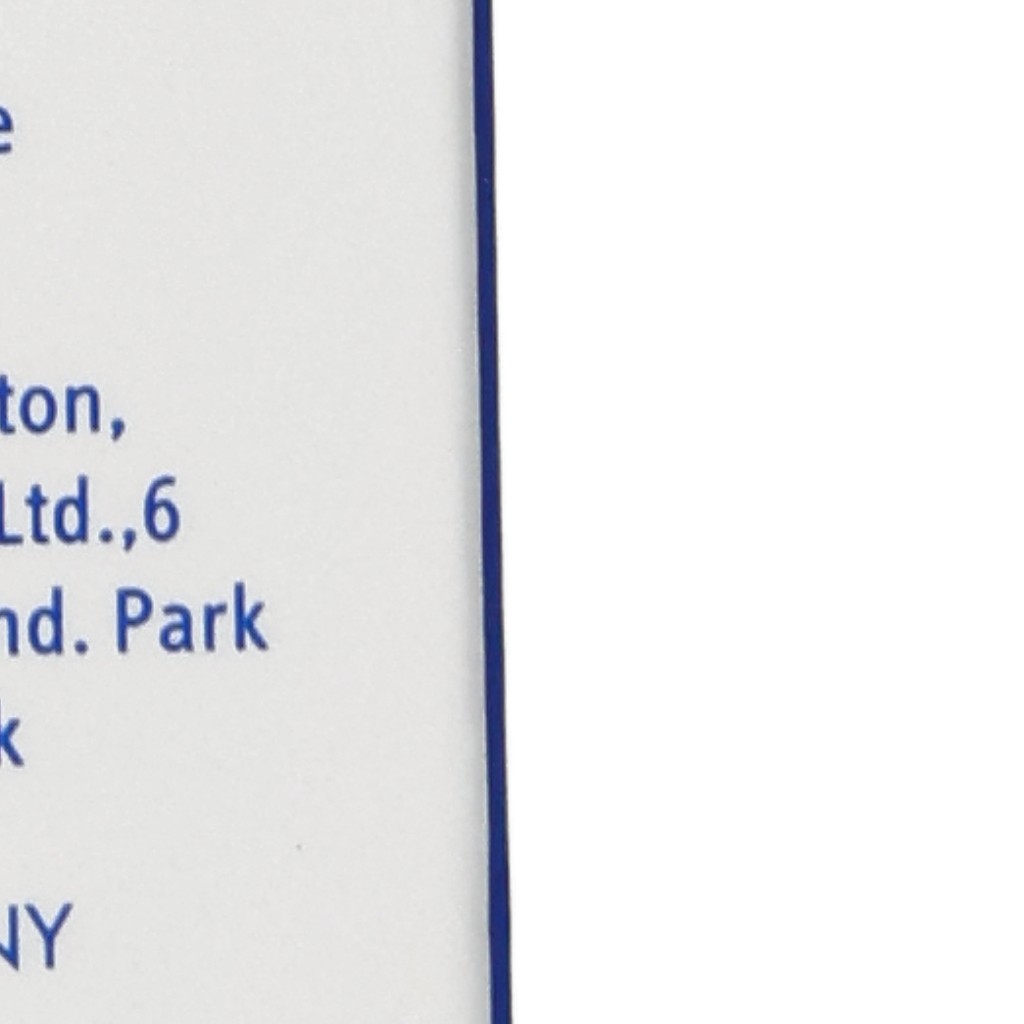 e
ton,
Ltd.,6
nd. Park
k
NY